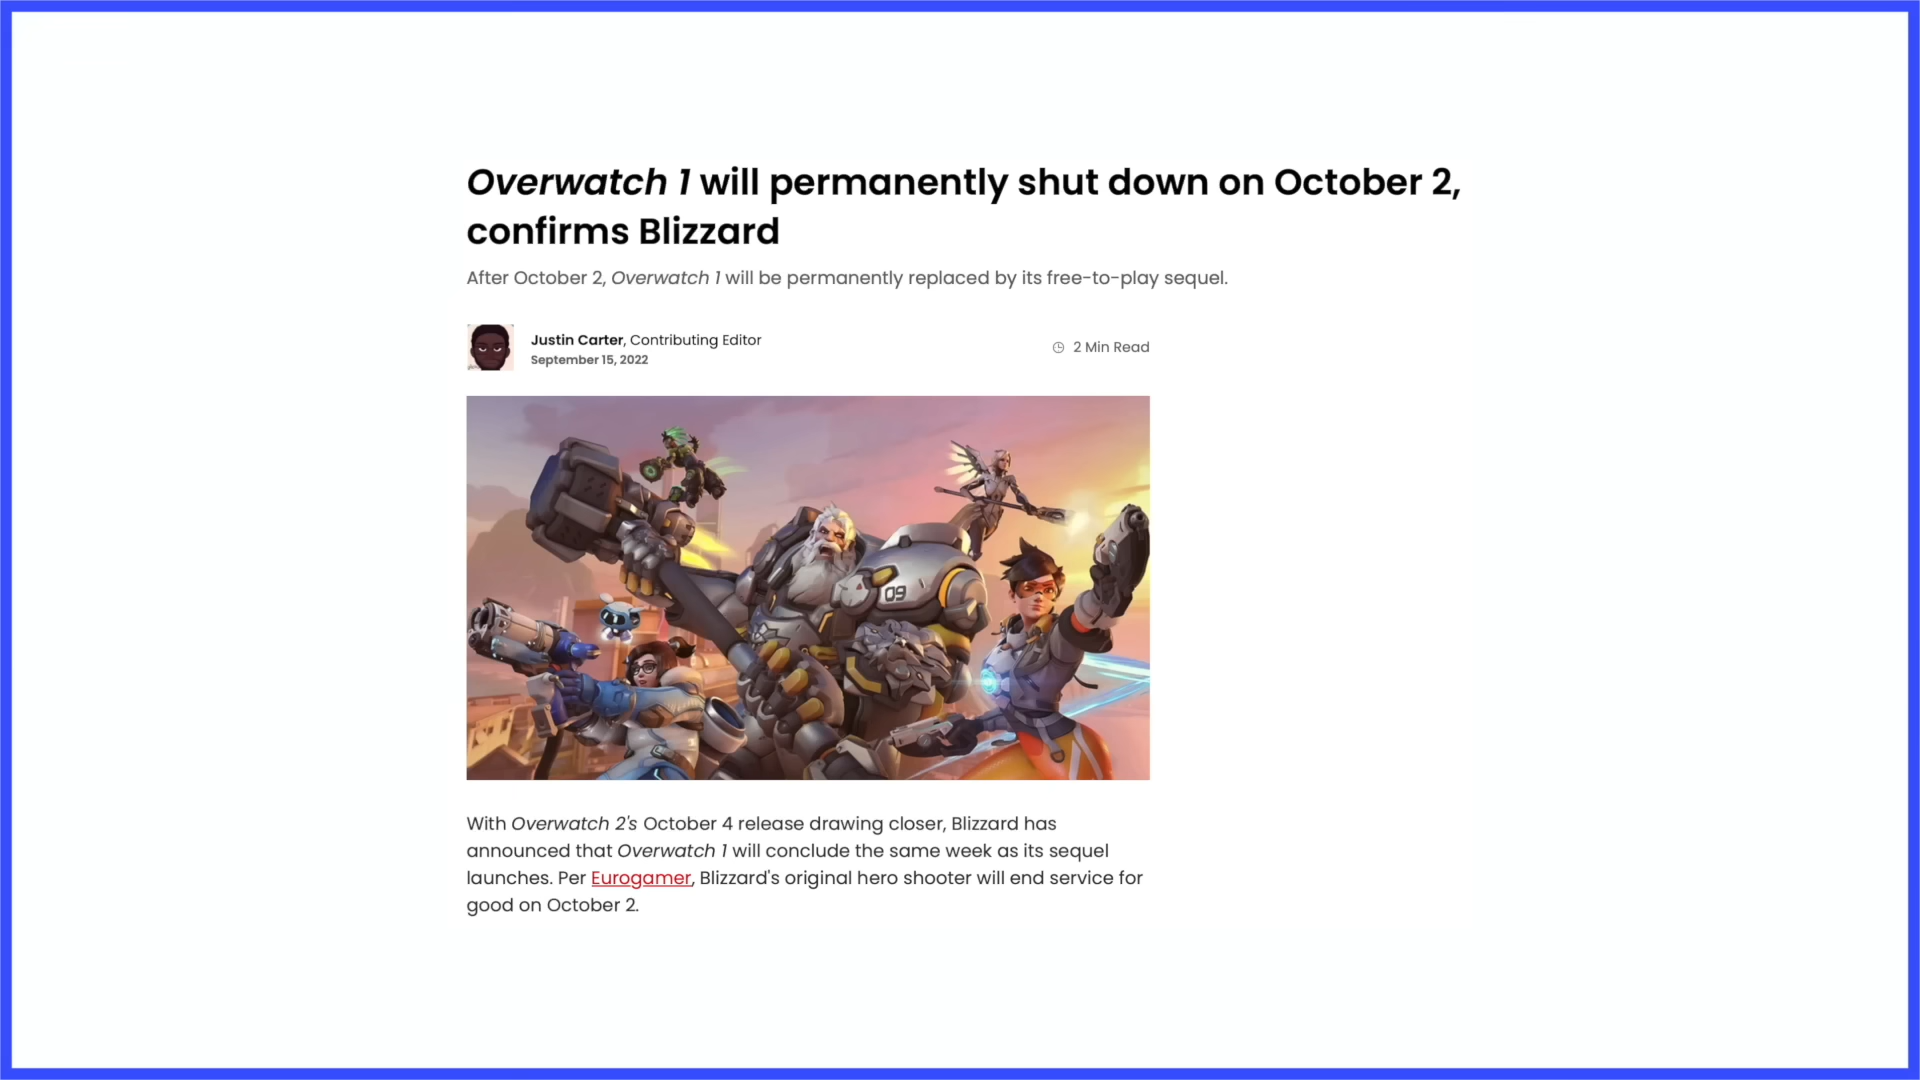 Overwatch 1 will permanently shut down on October 2,
confirms Blizzard
After October 2, Overwatch 1 will be permanently replaced by its free-to-play sequel.
Justin Carter, Contributing Editor
September 15, 2022
2 Min Read
09
With Overwatch 2's October 4 release drawing closer, Blizzard has
announced that Overwatch 1 will conclude the same week as its sequel
launches. Per Eurogamer, Blizzard's original hero shooter will end service for
good on October 2.